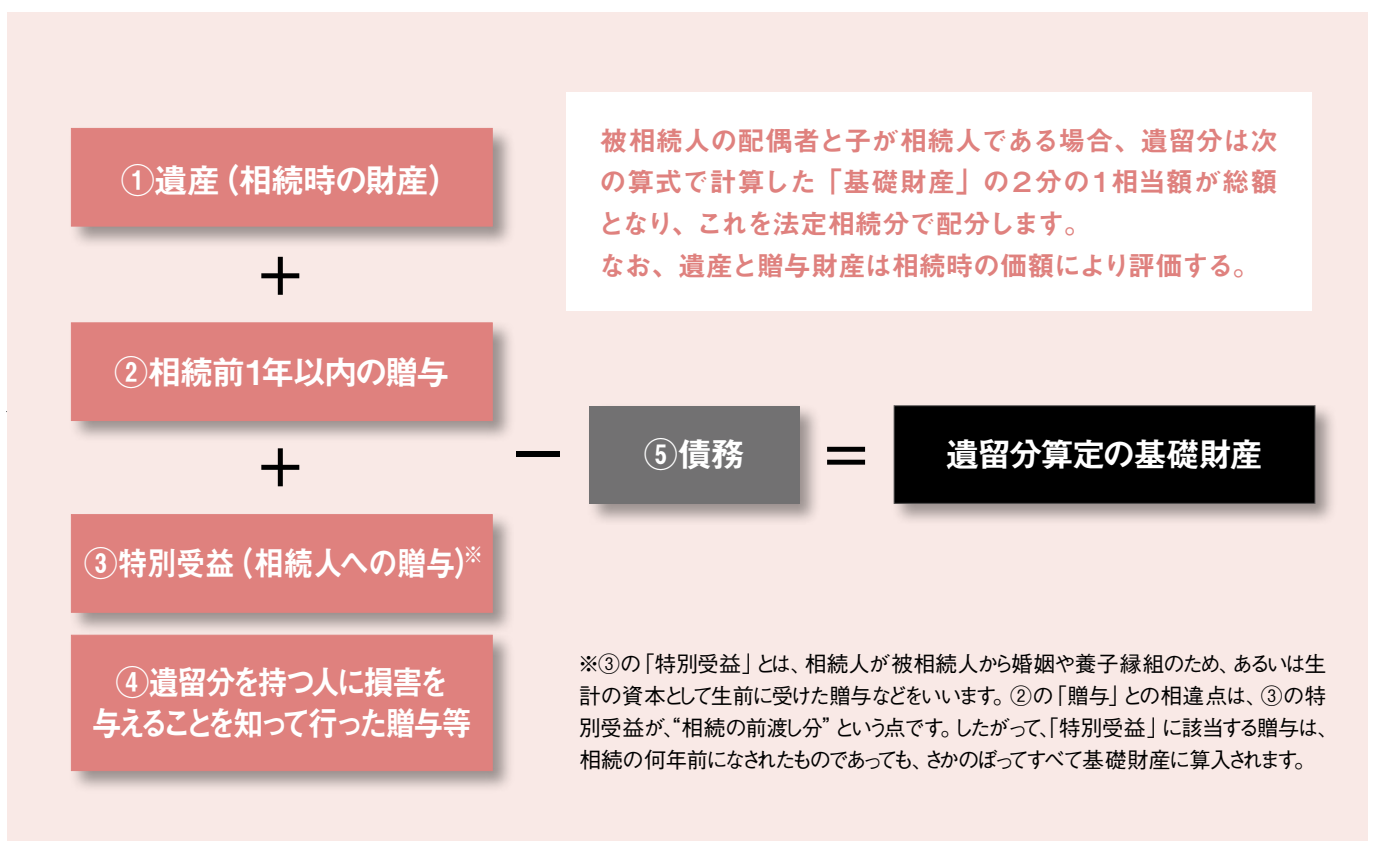 ①遺産（相続時の財産）
＋
②相続前1年以内の贈与
＋
③特別受益（相続人への贈与）※
④遺留分を持つ人に損害を
与えることを知って行った贈与等
被相続人の配偶者と子が相続人である場合、遺留分は次
の算式で計算した「基礎財産」の2分の1相当額が総額
となり、これを法定相続分で配分します。
なお、遺産と贈与財産は相続時の価額により評価する。
－
⑤債務
＝
遺留分算定の基礎財産
※③の「特別受益」とは、相続人が被相続人から婚姻や養子縁組のため、あるいは生
計の資本として生前に受けた贈与などをいいます。②の「贈与」との相違点は、③の特
別受益が、“相続の前渡し分”という点です。したがって、「特別受益」に該当する贈与は、
相続の何年前になされたものであっても、さかのぼってすべて基礎財産に算入されます。